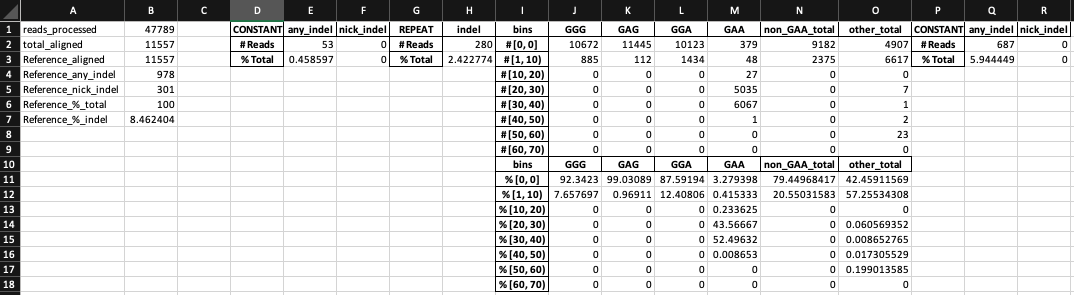 A B C D E F G H I J K L M N O P Q R
1 reads_processed 47789 CONSTANT any_indel nick_indel REPEAT indel bins GGG GAG GGA GAA non_GAA_total other_total CONSTANT any_indel nick_indel
2 total_aligned 11557 # Reads 53 0 # Reads 280 # [0, 0] 10672 11445 10123 379 9182 4907 # Reads 687 0
3 Reference_aligned 11557 % Total 0.458597 0 % Total 2.422774 # [1, 10) 885 112 1434 48 2375 6617 % Total 5.944449 0
4 Reference_any_indel 978 # [10, 20) 0 0 0 27 0 0
5 Reference_nick_indel 301 # [20, 30) 0 0 0 5035 0 7
6 Reference_%_total 100 # [30, 40) 0 0 0 6067 0 1
7 Reference_%_indel 8.462404 # [40, 50) 0 0 0 1 0 2
8 # [50, 60) 0 0 0 0 0 23
9 # [60, 70) 0 0 0 0 0 0
10 bins GGG GAG GGA GAA non_GAA_total other_total
11 % [0, 0] 92.3423 99.03089 87.59194 3.279398 79.44968417 42.45911569
12 % [1, 10) 7.657697 0.96911 12.40806 0.415333 20.55031583 57.25534308
13 % [10, 20) 0 0 0 0.233625 0 0
14 % [20, 30) 0 0 0 43.56667 0 0.060569352
15 % [30, 40) 0 0 0 52.49632 0 0.008652765
16 % [40, 50) 0 0 0 0.008653 0 0.017305529
17 % [50, 60) 0 0 0 0 0 0.199013585
18 % [60, 70) 0 0 0 0 0 0